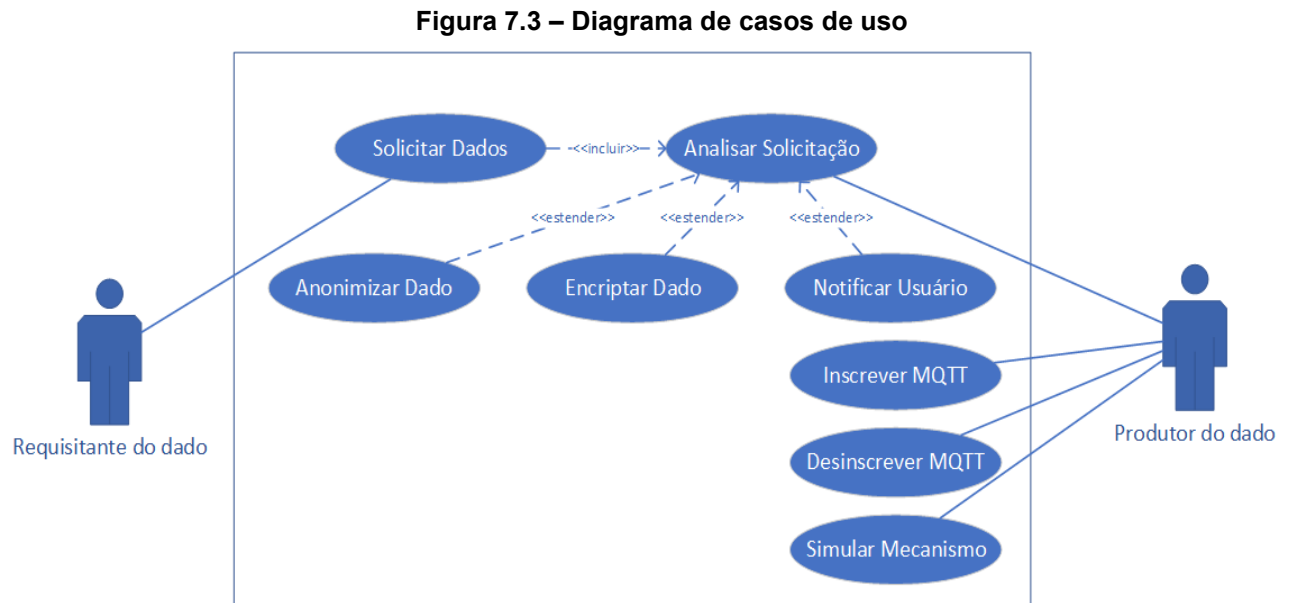 Figura 7.3 – Diagrama de casos de uso
Solicitar Dados
<<incluir>>
Analisar Solicitação
<<estender>>
<<estender>>
<<estender>>
Anonimizar Dado
Encriptar Dado
Notificar Usuário
Inscrever MQTT
Requisitante do dado
Produtor do dado
Desinscrever MQTT
Simular Mecanismo